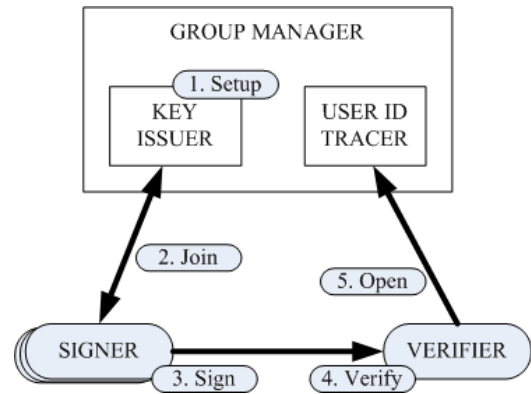 GROUP MANAGER
1. Setup
KEY
ISSUER
USER ID
TRACER
2. Join
5. Open
SIGNER
VERIFIER
3. Sign
4. Verify